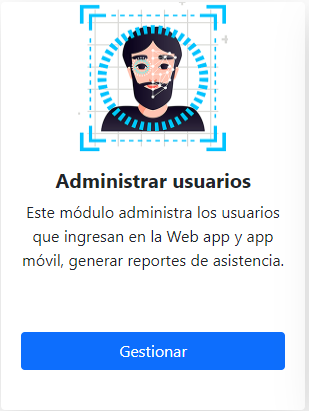 Administrar usuarios
Este módulo administra los usuarios
que ingresan en la Web app y app
móvil, generar reportes de asistencia.
Gestionar